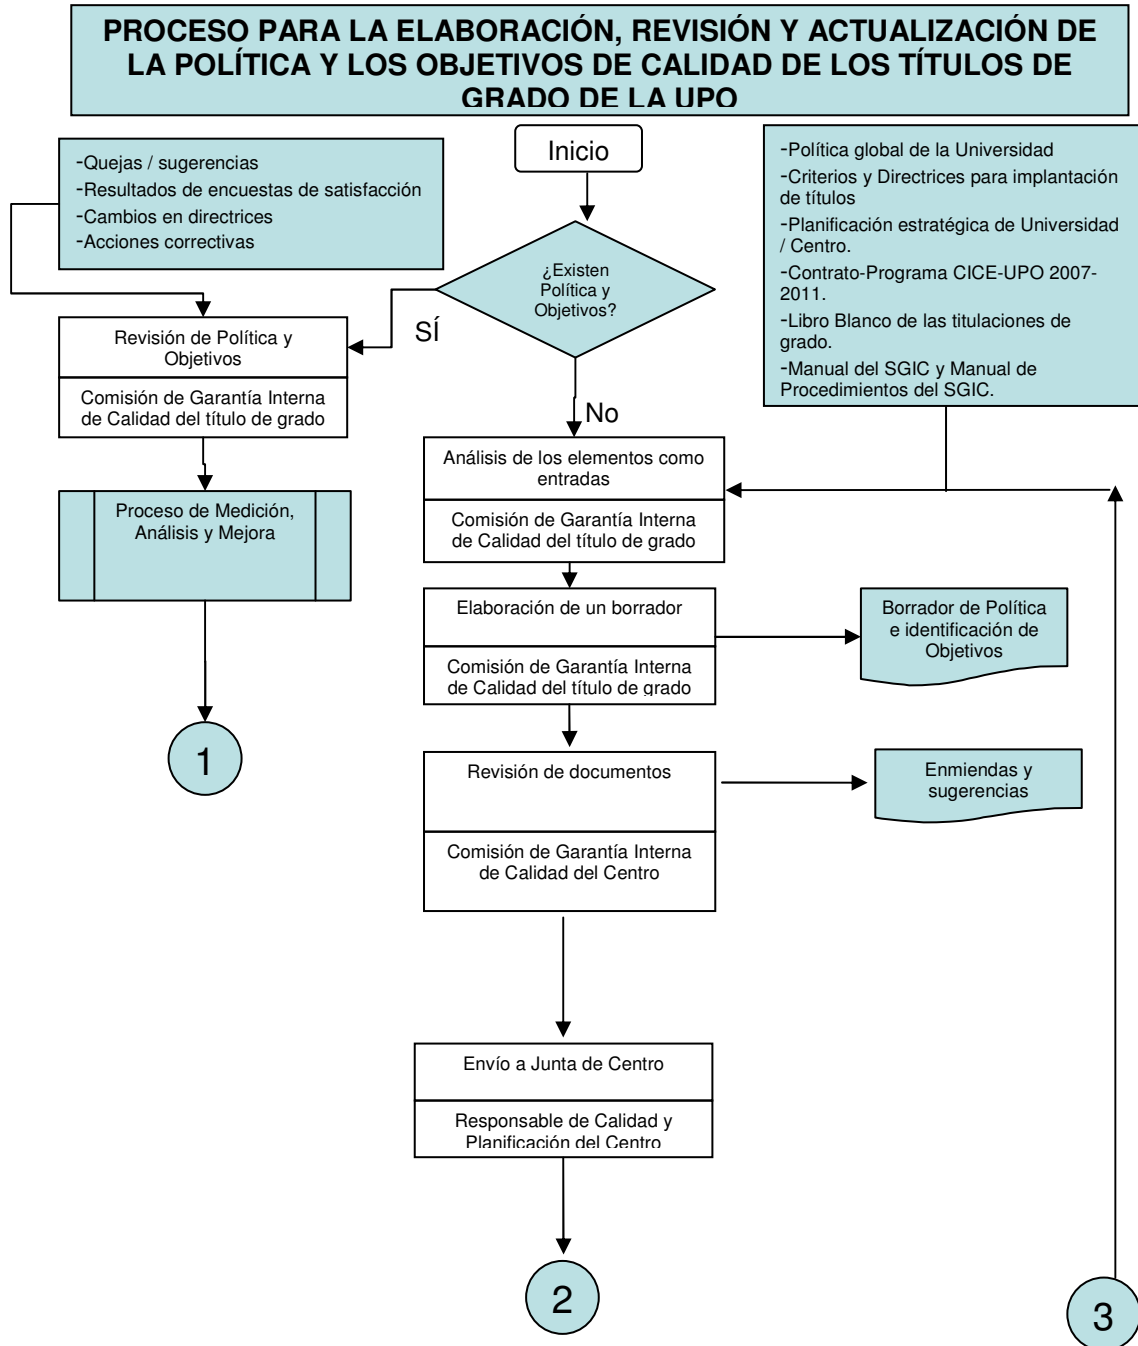 PROCESO PARA LA ELABORACIÓN, REVISIÓN Y ACTUALIZACIÓN DE
LA POLÍTICA Y LOS OBJETIVOS DE CALIDAD DE LOS TÍTULOS DE
GRADO DE LA UPO
Inicio
-Quejas / sugerencias
-Resultados de encuestas de satisfacción
-Cambios en directrices
-Acciones correctivas
-Política global de la Universidad
-Criterios y Directrices para implantación
de títulos
-Planificación estratégica de Universidad
/ Centro.
-Contrato-Programa CICE-UPO 2007-
2011.
-Libro Blanco de las titulaciones de
grado.
-Manual del SGIC y Manual de
Procedimientos del SGIC.
¿Existen
Política y
Objetivos?
SÍ
No
Revisión de Política y
Objetivos
Comisión de Garantía Interna
de Calidad del título de grado
Proceso de Medición,
Análisis y Mejora
1
Análisis de los elementos como
entradas
Comisión de Garantía Interna
de Calidad del título de grado
Elaboración de un borrador
Comisión de Garantía Interna
de Calidad del título de grado
Borrador de Política
e identificación de
Objetivos
Revisión de documentos
Comisión de Garantía Interna
de Calidad del Centro
Enmiendas y
sugerencias
Envío a Junta de Centro
Responsable de Calidad y
Planificación del Centro
2
3